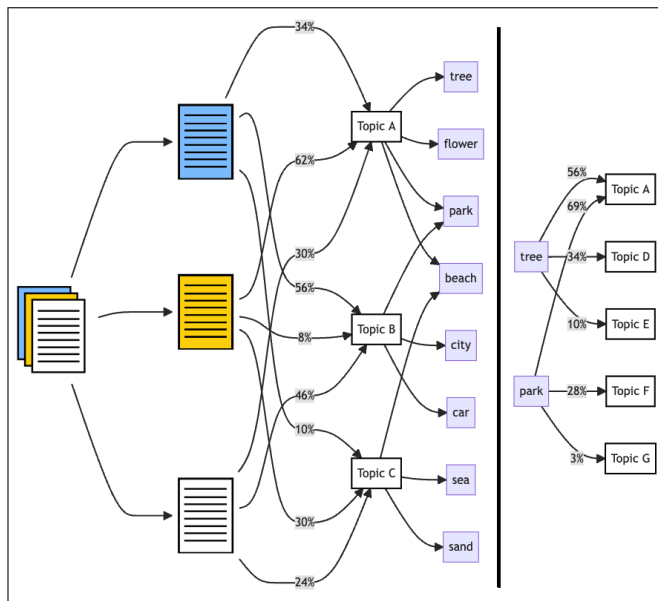 34%
tree
Topic A
flower
62%
park
30%
beach
56%
Topic B
8%
city
46%
car
10%
Topic C
sea
30%
sand
24%
56%
Topic A
69%
tree
34%
Topic D
10%
Topic E
park
28%
Topic F
3%
Topic G